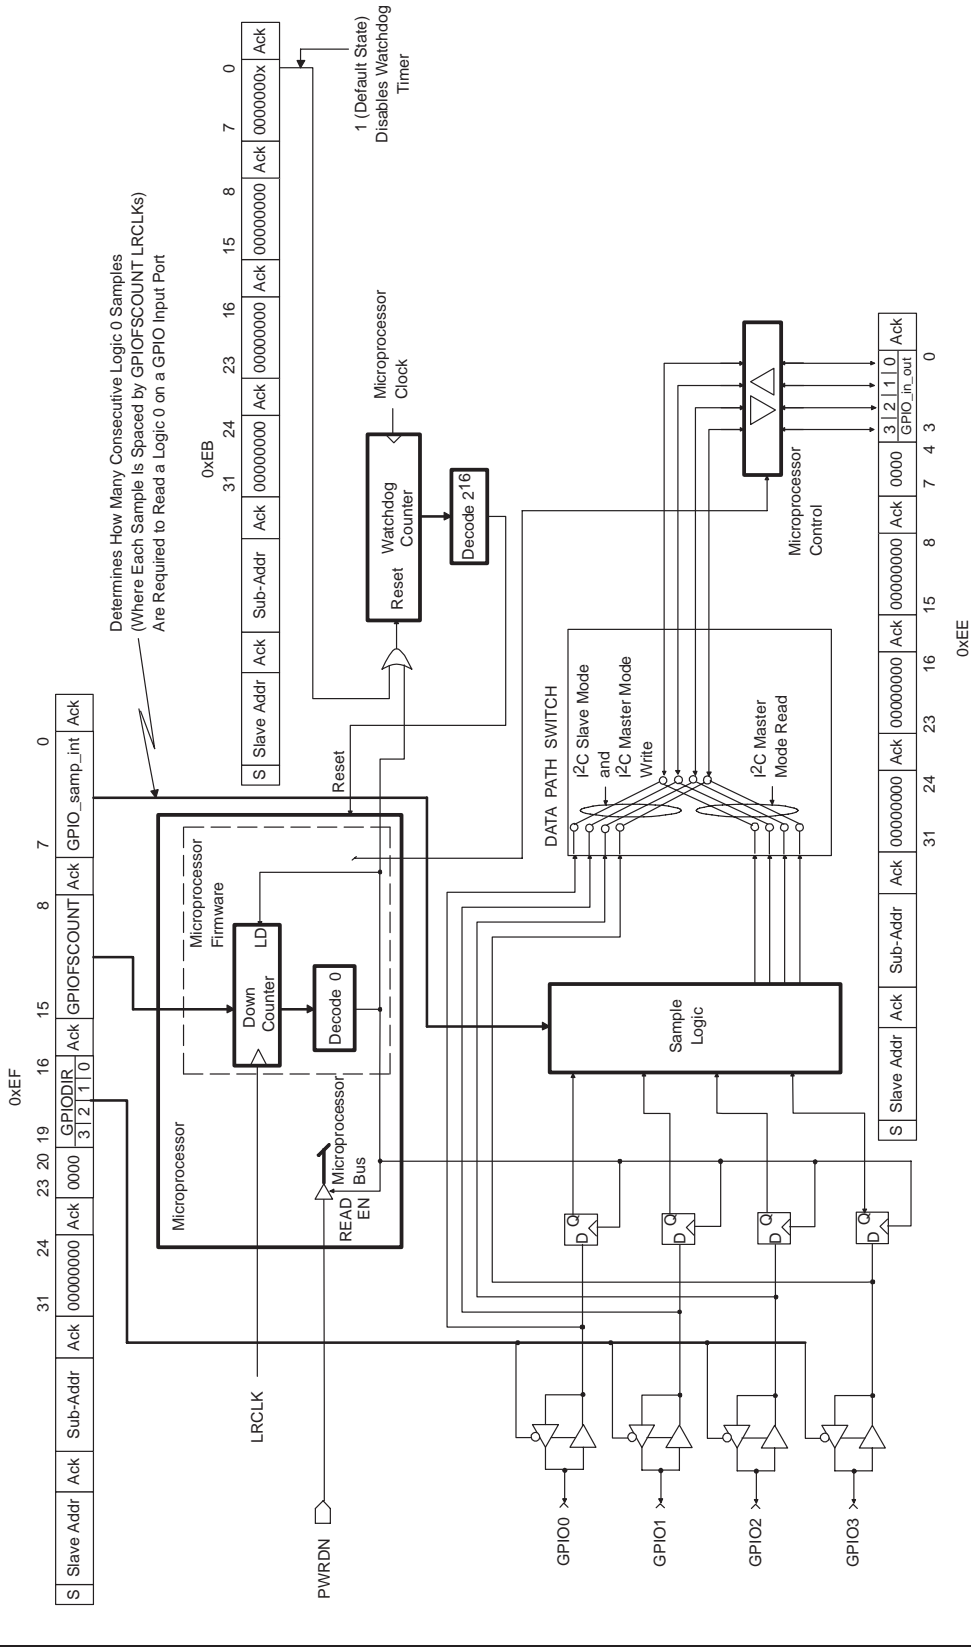 0xEF
31 24 23 20 19 16 15 8 7 0
S Slave Addr Ack Sub-Addr Ack 00000000 Ack 0000 GPIODIR 3 2 1 0 Ack GPIOFSCOUNT Ack GPIO_samp_int Ack
Determines How Many Consecutive Logic 0 Samples
(Where Each Sample Is Spaced by GPIOFSCOUNT LRCLKs)
Are Required to Read a Logic 0 on a GPIO Input Port
0xEB
31 24 23 16 15 8 7 0
S Slave Addr Ack Sub-Addr Ack 00000000 Ack 00000000 Ack 00000000 Ack 0000000x Ack
1 (Default State)
Disables Watchdog
Timer
Microprocessor
Microprocessor
Firmware
Down
Counter
LD
Decode 0
Microprocessor
Bus
READ
EN
LRCLK
PWRDN
Reset
Reset
Watchdog
Counter
Microprocessor
Clock
Decode 2^16
DATA PATH SWITCH
I2C Slave Mode
and
I2C Master Mode
Write
I2C Master
Mode Read
Microprocessor
Control
Sample
Logic
D Q
D Q
D Q
D Q
GPIO0
GPIO1
GPIO2
GPIO3
S Slave Addr Ack Sub-Addr Ack 00000000 Ack 00000000 Ack 00000000 Ack 0000 3 2 1 0 GPIO_in_out Ack
31 24 23 16 15 8 7 4 3 0
0xEE